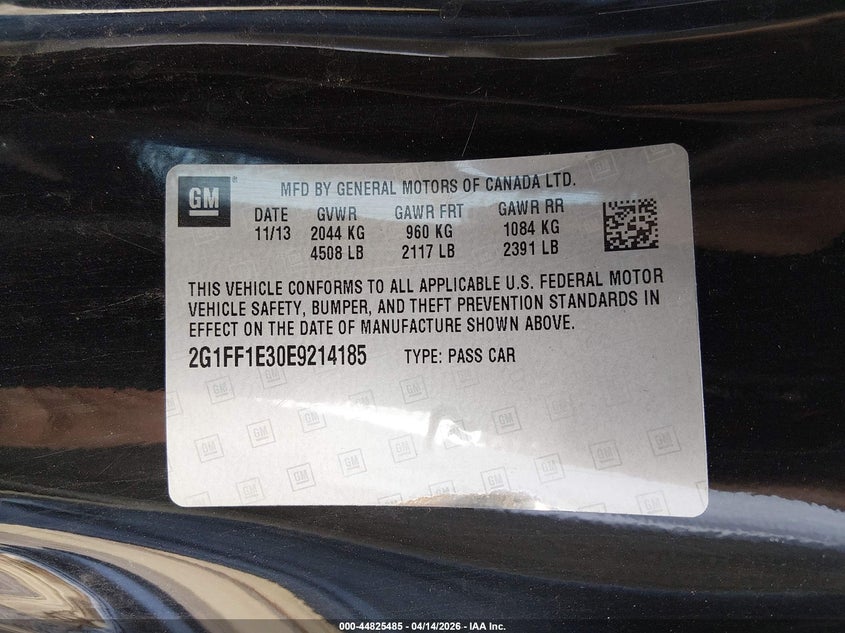 GM
MFD BY GENERAL MOTORS OF CANADA LTD.
DATE GVWR GAWR FRT GAWR RR
11/13 2044 KG 960 KG 1084 KG
4508 LB 2117 LB 2391 LB
THIS VEHICLE CONFORMS TO ALL APPLICABLE U.S. FEDERAL MOTOR
VEHICLE SAFETY, BUMPER, AND THEFT PREVENTION STANDARDS IN
EFFECT ON THE DATE OF MANUFACTURE SHOWN ABOVE.
2G1FF1E30E9214185 TYPE: PASS CAR
000-44825485 - 04/14/2026 - IAA Inc.